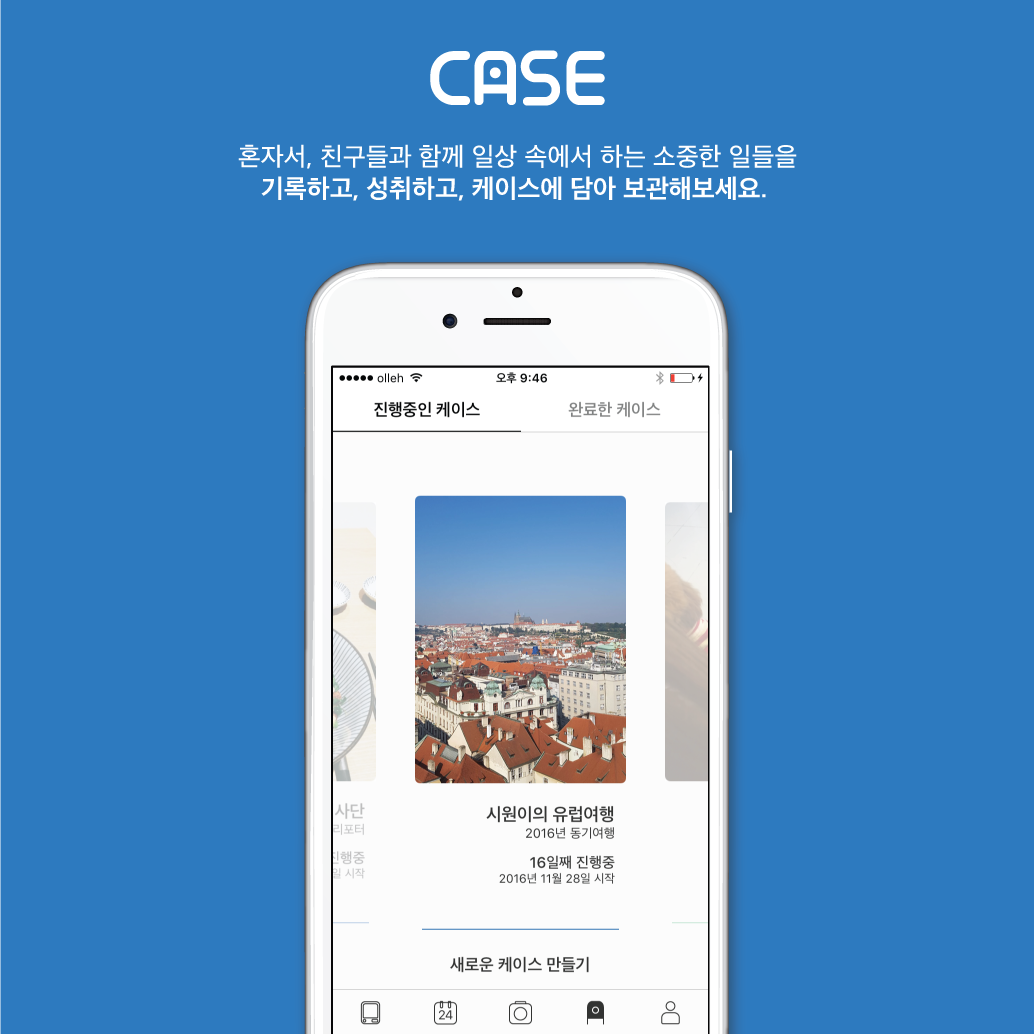 CASE
혼자서, 친구들과 함께 일상 속에서 하는 소중한 일들을
기록하고, 성취하고, 케이스에 담아 보관해보세요.
olleh 오후 9:46
진행중인 케이스 완료한 케이스
사단
리포터
진행중
일 시작
시원이의 유럽여행
2016년 동기여행
16일째 진행중
2016년 11월 28일 시작
새로운 케이스 만들기
24